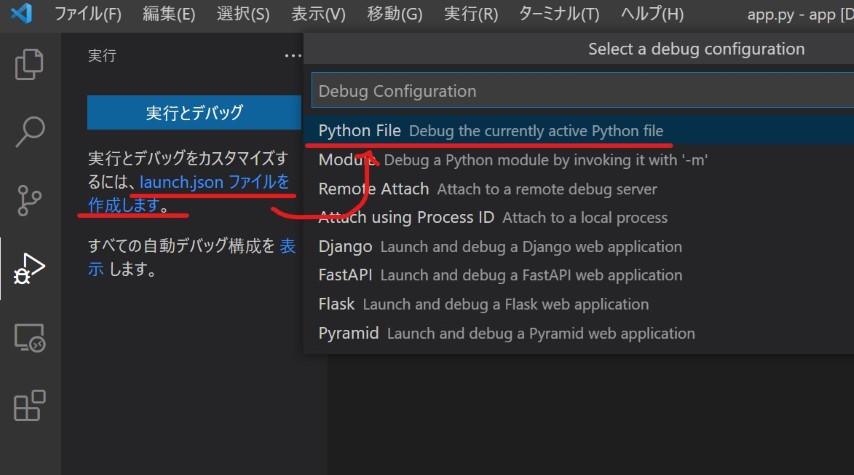 ファイル(F) 編集(E) 選択(S) 表示(V) 移動(G) 実行(R) ターミナル(T) ヘルプ(H) app.py - app [D
実行 ...
Select a debug configuration
Debug Configuration
実行とデバッグ
実行とデバッグをカスタマイズす
るには、launch.json ファイルを
作成します。
すべての自動デバッグ構成を 表
示 します。
Python File Debug the currently active Python file
Module Debug a Python module by invoking it with '-m'
Remote Attach Attach to a remote debug server
Attach using Process ID Attach to a local process
Django Launch and debug a Django web application
FastAPI Launch and debug a FastAPI web application
Flask Launch and debug a Flask web application
Pyramid Launch and debug a Pyramid web application